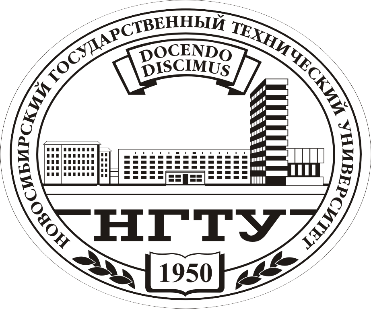 НОВОСИБИРСКИЙ ГОСУДАРСТВЕННЫЙ ТЕХНИЧЕСКИЙ УНИВЕРСИТЕТ
DOCENDO
DISCIMUS
НГТУ
1950